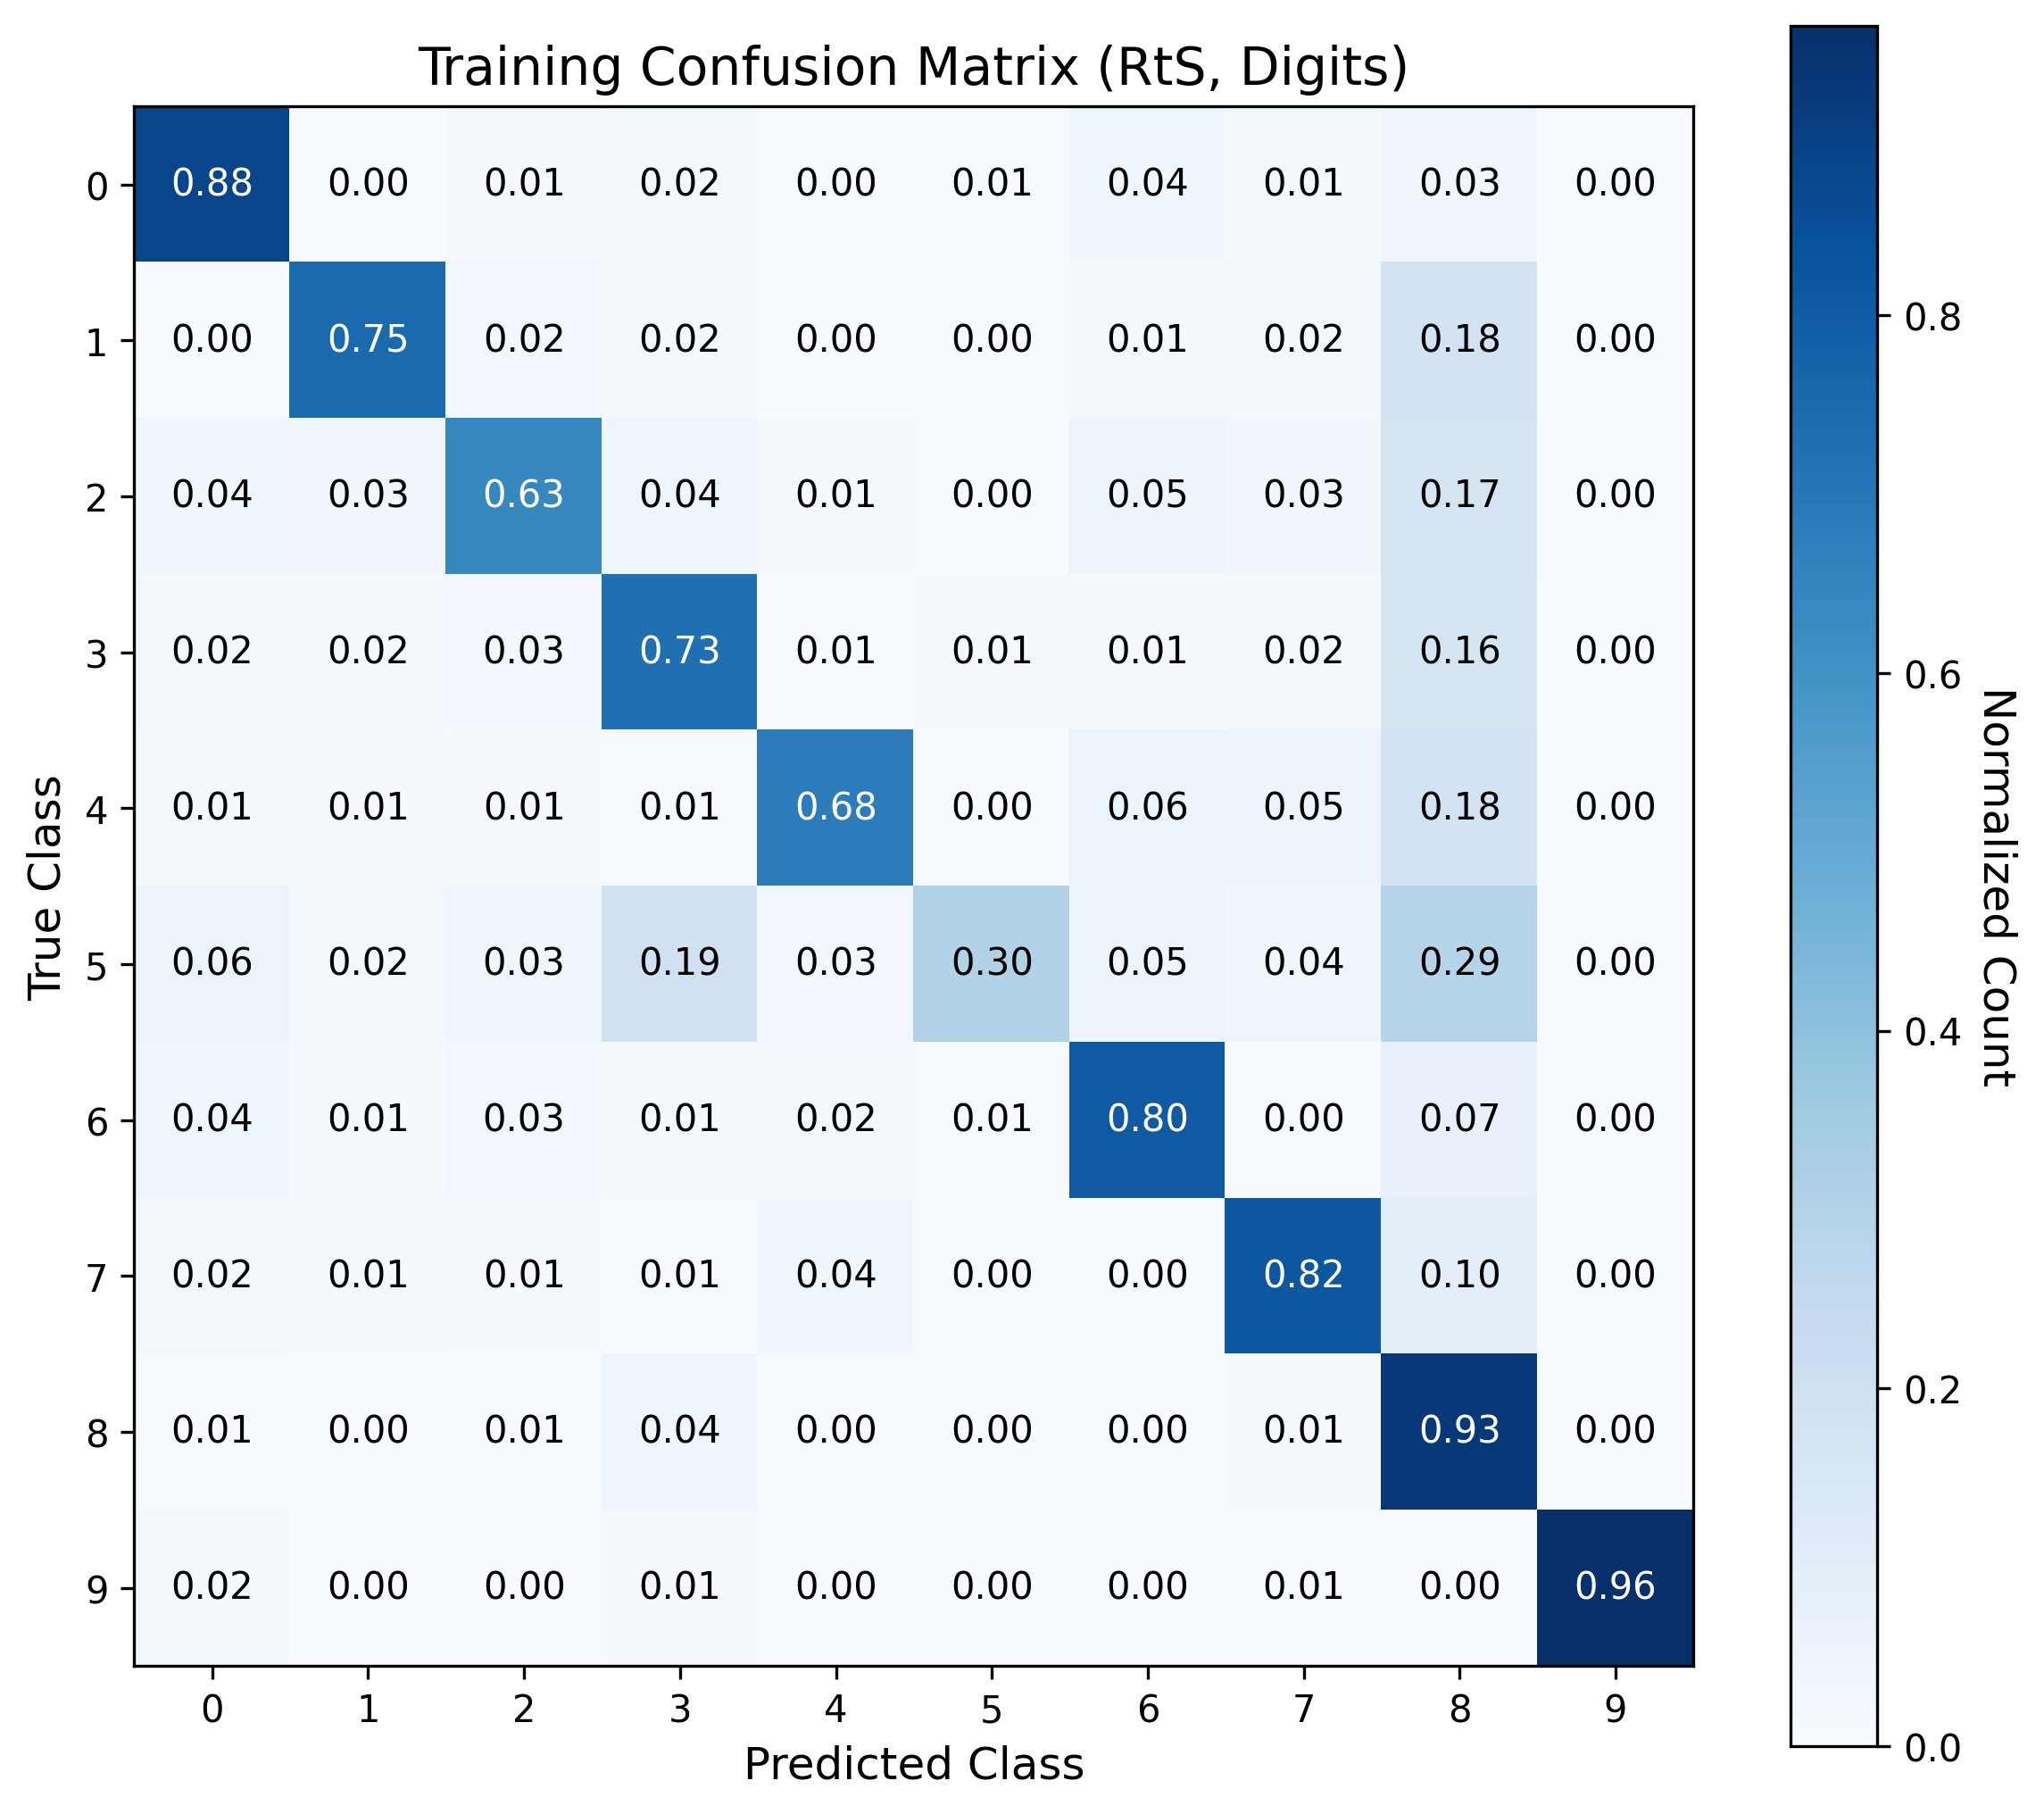 Training Confusion Matrix (RtS, Digits)
0 0.88 0.00 0.01 0.02 0.00 0.01 0.04 0.01 0.03 0.00
1 0.00 0.75 0.02 0.02 0.00 0.00 0.01 0.02 0.18 0.00
2 0.04 0.03 0.63 0.04 0.01 0.00 0.05 0.03 0.17 0.00
3 0.02 0.02 0.03 0.73 0.01 0.01 0.01 0.02 0.16 0.00
4 0.01 0.01 0.01 0.01 0.68 0.00 0.06 0.05 0.18 0.00
5 0.06 0.02 0.03 0.19 0.03 0.30 0.05 0.04 0.29 0.00
6 0.04 0.01 0.03 0.01 0.02 0.01 0.80 0.00 0.07 0.00
7 0.02 0.01 0.01 0.01 0.04 0.00 0.00 0.82 0.10 0.00
8 0.01 0.00 0.01 0.04 0.00 0.00 0.00 0.01 0.93 0.00
9 0.02 0.00 0.00 0.01 0.00 0.00 0.00 0.01 0.00 0.96
0 1 2 3 4 5 6 7 8 9
Predicted Class
True Class
0.8
0.6
0.4
0.2
0.0
Normalized Count